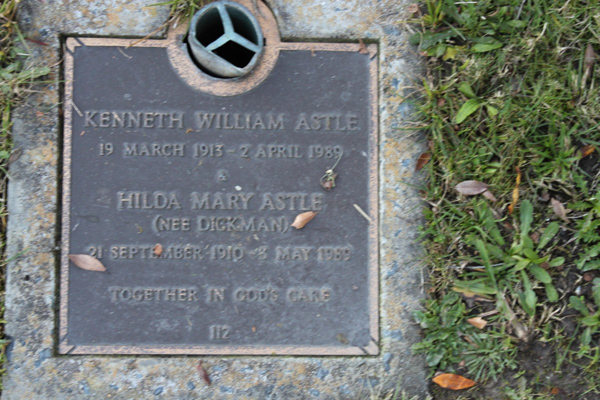 KENNETH WILLIAM ASTLE
19 MARCH 1913 - 2 APRIL 1989
&
HILDA MARY ASTLE
(NEE DICKMAN)
21 SEPTEMBER 1910 - 8 MAY 1989
TOGETHER IN GOD'S CARE
112